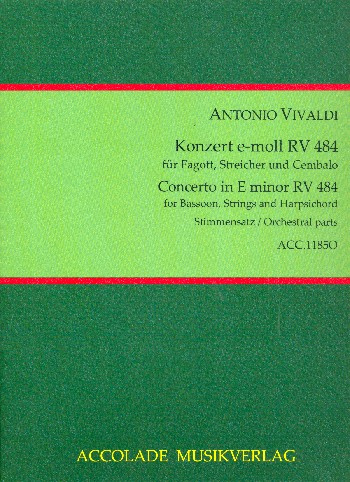 ANTONIO VIVALDI
Konzert e-moll RV 484
für Fagott, Streicher und Cembalo
Concerto in E minor RV 484
for Bassoon, Strings and Harpsichord
Stimmensatz / Orchestral parts
ACC.1185O
ACCOLADE MUSIKVERLAG